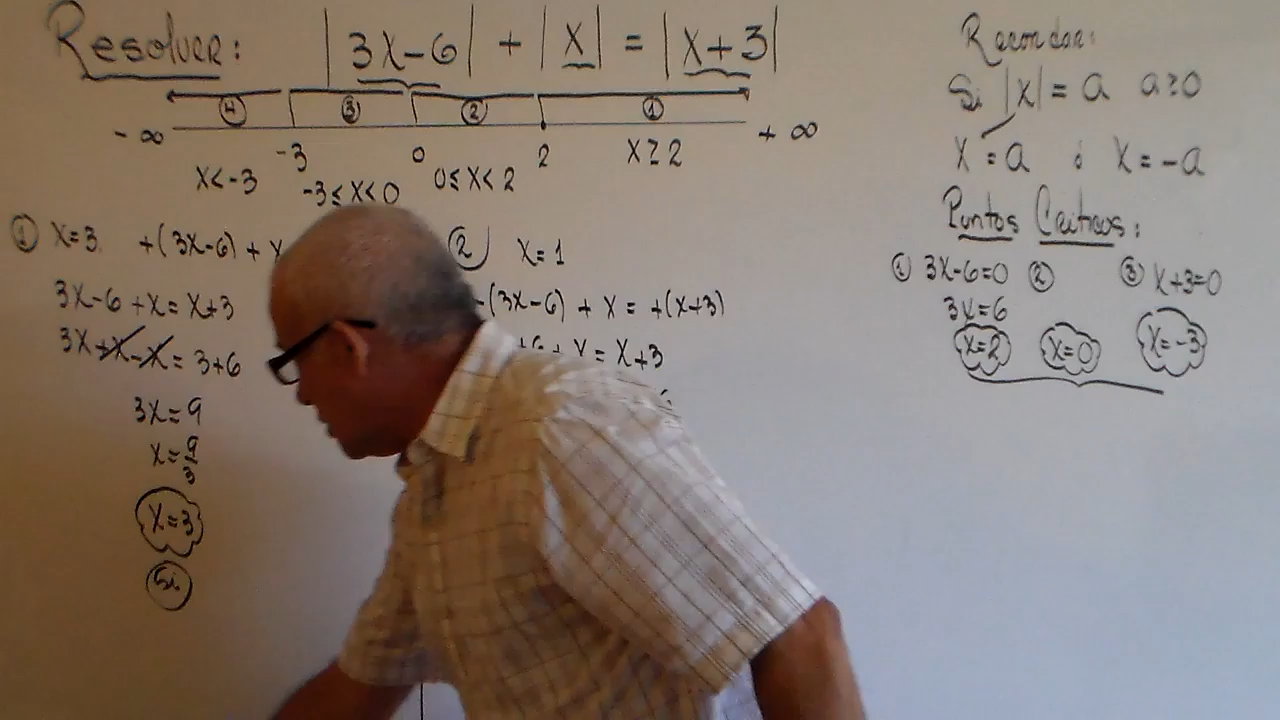 Resolver: |3x-6| + |x| = |x+3|
④ ③ ② ①
-∞ -3 0 2 +∞
x<-3 -3≤x<0 0≤x<2 x≥2
① x=3 +(3x-6) + x
3x-6+x=x+3
3x+x-x=3+6
3x=9
x=9/3
x=3
Si
② x=1
-(3x-6) + x = +(x+3)
+6 + x = x+3
Recordar:
Si |x| = a a≥0
x=a ó x=-a
Puntos Críticos:
① 3x-6=0 ② ③ x+3=0
3x=6
x=2 x=0 x=-3